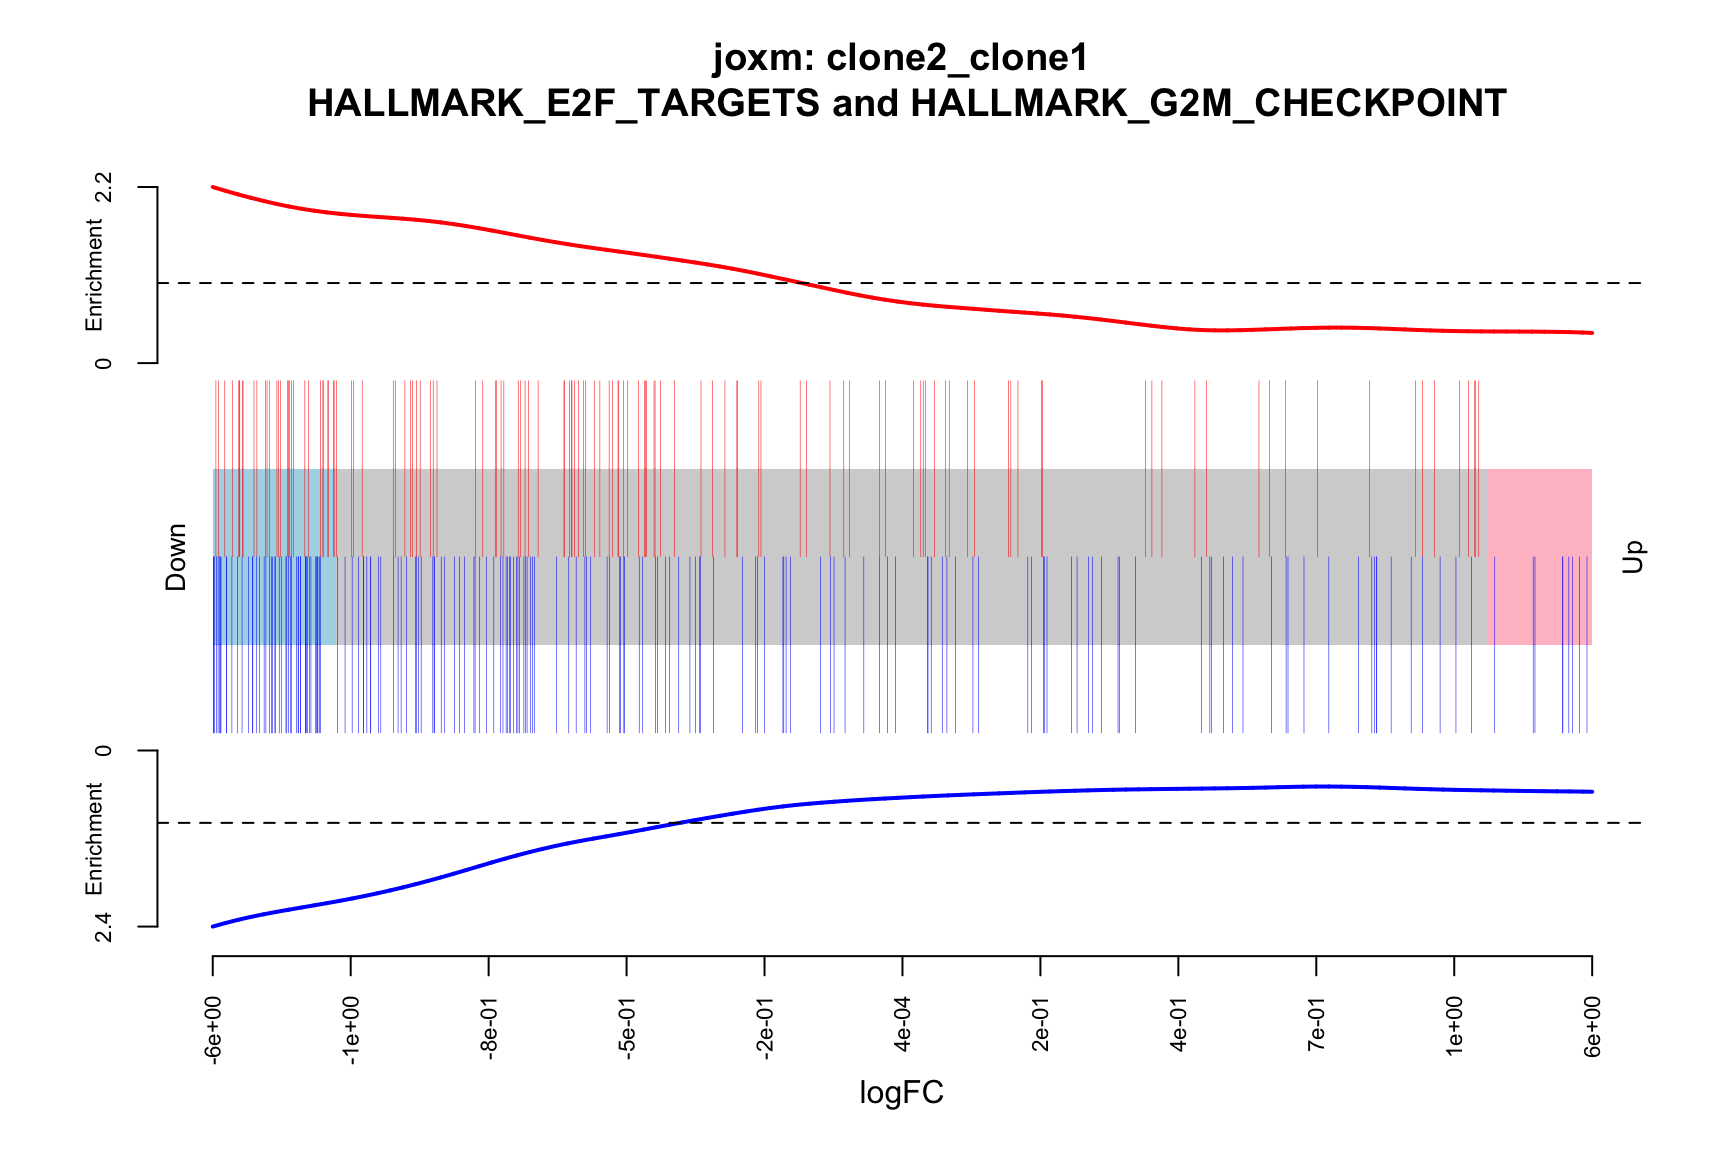 joxm: clone2_clone1
HALLMARK_E2F_TARGETS and HALLMARK_G2M_CHECKPOINT
2.2
Enrichment
0
Down
Up
0
Enrichment
2.4
-6e+00
-1e+00
-8e-01
-5e-01
-2e-01
4e-04
2e-01
4e-01
7e-01
1e+00
6e+00
logFC